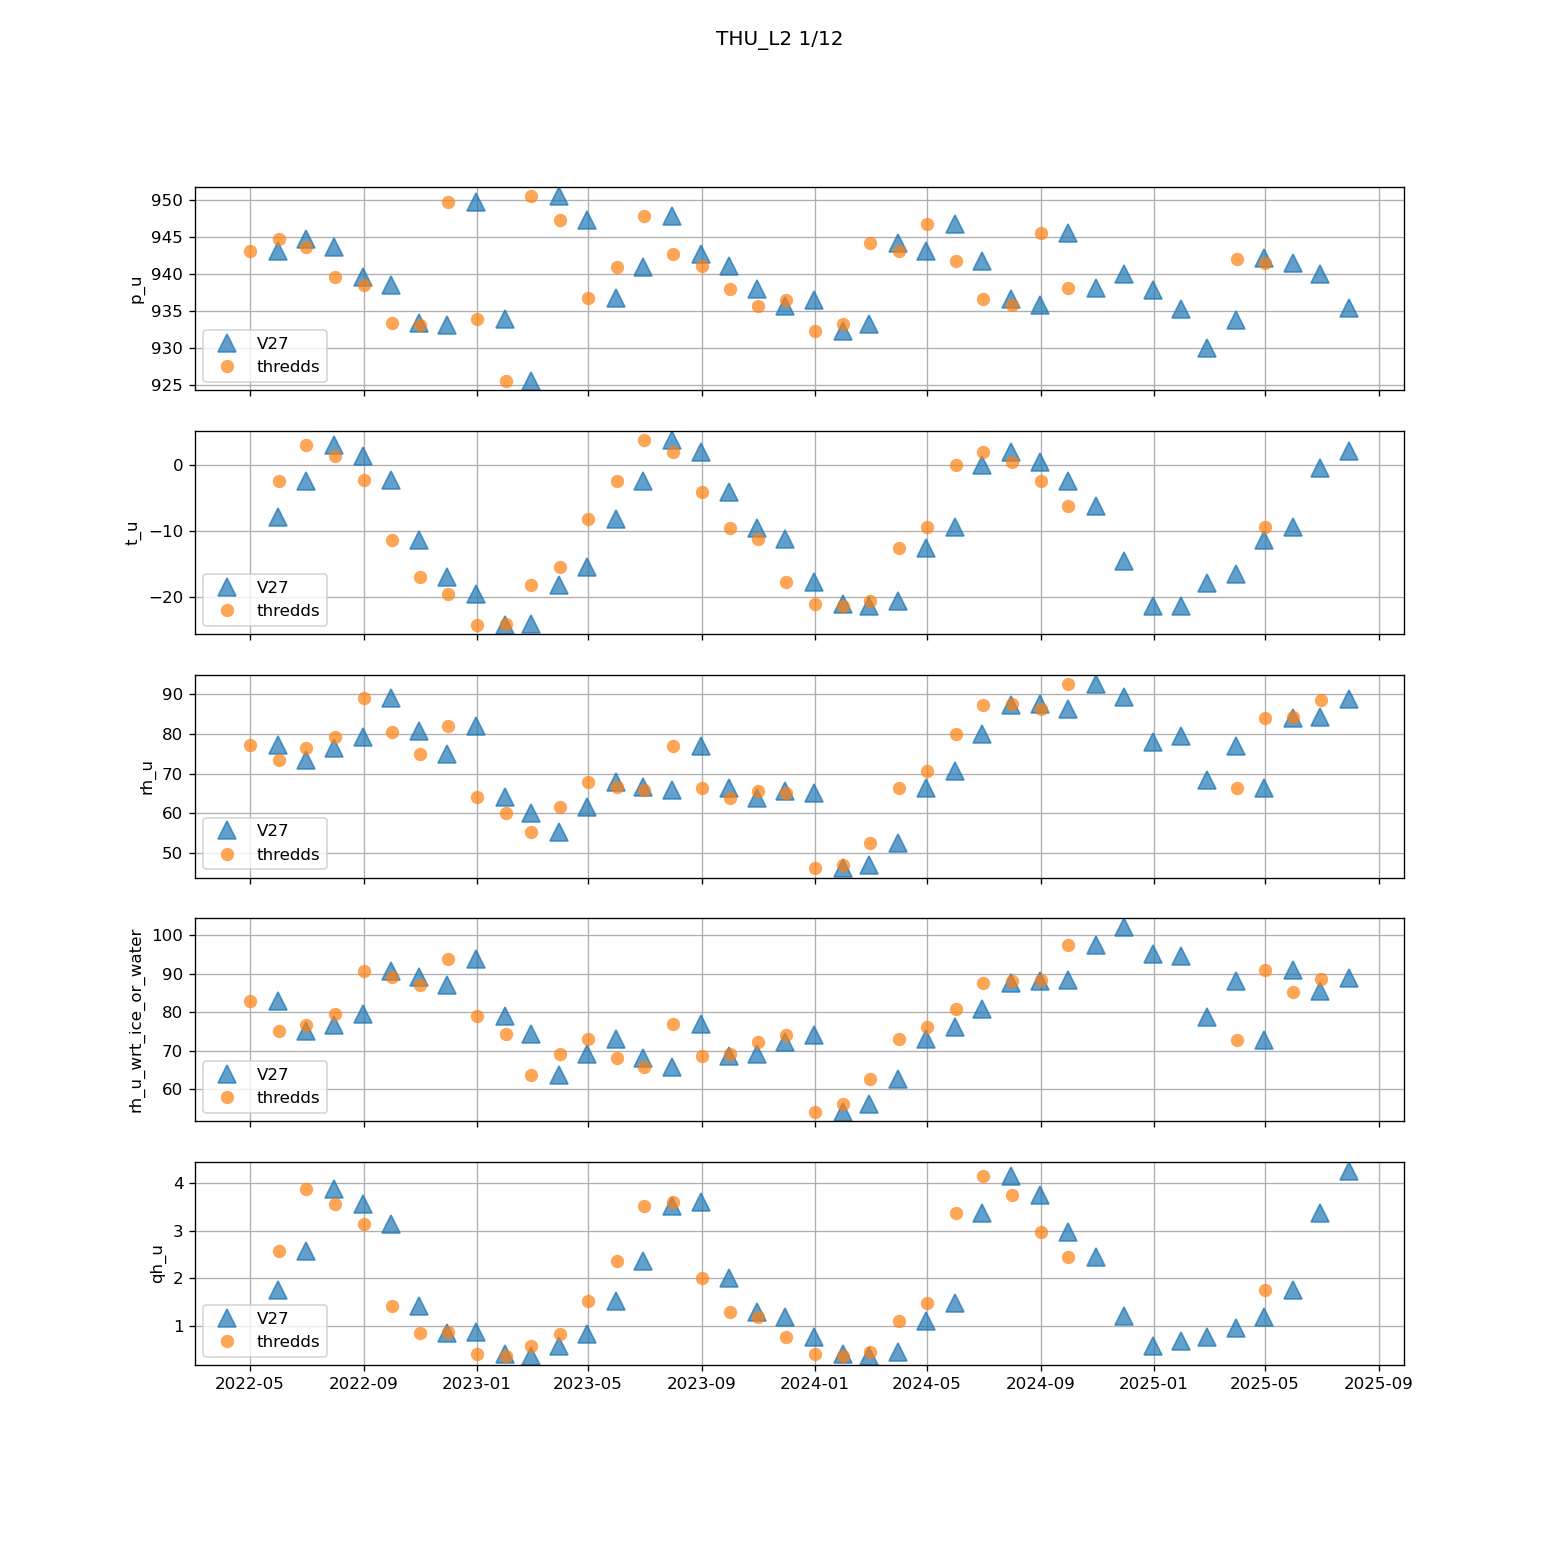 THU_L2 1/12
950
945
940
935
930
925
p_u
V27
thredds
0
−10
−20
t_u
V27
thredds
90
80
70
60
50
rh_u
V27
thredds
100
90
80
70
60
rh_u_wrt_ice_or_water
V27
thredds
4
3
2
1
qh_u
V27
thredds
2022-05 2022-09 2023-01 2023-05 2023-09 2024-01 2024-05 2024-09 2025-01 2025-05 2025-09